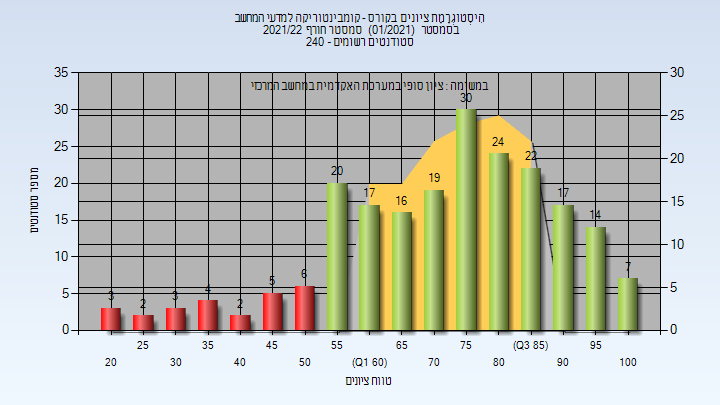 היסטוגרמת ציונים בקורס - קומבינטוריקה למדעי המחשב
בסמסטר (01/2021) סמסטר חורף 2021/22
סטודנטים רשומים - 240
במשימה : ציון סופי במערכת האקדמית במחשב המרכזי
מספר סטודנטים
35
30
25
20
15
10
5
0
30
25
20
15
10
5
0
3 2 3 4 2 5 6 20 17 16 19 30 24 22 17 14 7
25 35 45 55 65 75 (Q3 85) 95
20 30 40 50 (Q1 60) 70 80 90 100
טווח ציונים